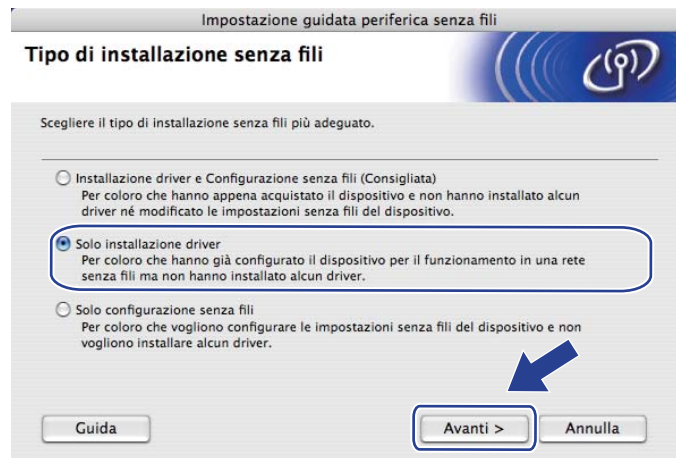 Impostazione guidata periferica senza fili
Tipo di installazione senza fili
Scegliere il tipo di installazione senza fili più adeguato.
Installazione driver e Configurazione senza fili (Consigliata)
Per coloro che hanno appena acquistato il dispositivo e non hanno installato alcun
driver né modificato le impostazioni senza fili del dispositivo.
Solo installazione driver
Per coloro che hanno già configurato il dispositivo per il funzionamento in una rete
senza fili ma non hanno installato alcun driver.
Solo configurazione senza fili
Per coloro che vogliono configurare le impostazioni senza fili del dispositivo e non
vogliono installare alcun driver.
Guida
Avanti >
Annulla